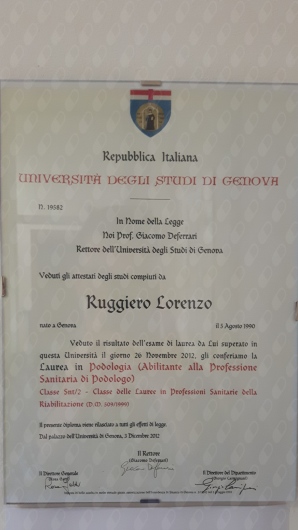 Repubblica Italiana
UNIVERSITÀ DEGLI STUDI DI GENOVA
N. 19582
In Nome della Legge
Noi Prof. Giacomo Deferrari
Rettore dell'Università degli Studi di Genova
Veduti gli attestati degli studi compiuti da
Ruggiero Lorenzo
nato a Genova il 5 Agosto 1990
Veduto il risultato dell'esame di laurea da Lui superato in
questa Università il giorno 26 Novembre 2012, gli conferiamo la
Laurea in Podologia (Abilitante alla Professione
Sanitaria di Podologo)
Classe Snt/2 - Classe delle Lauree in Professioni Sanitarie della
Riabilitazione (D.M. 509/1999)
Il presente diploma viene rilasciato a tutti gli effetti di legge.
Dal palazzo dell'Università di Genova, 3 Dicembre 2012
Il Rettore
(Giacomo Deferrari)
Il Direttore Generale Il Direttore del Dipartimento